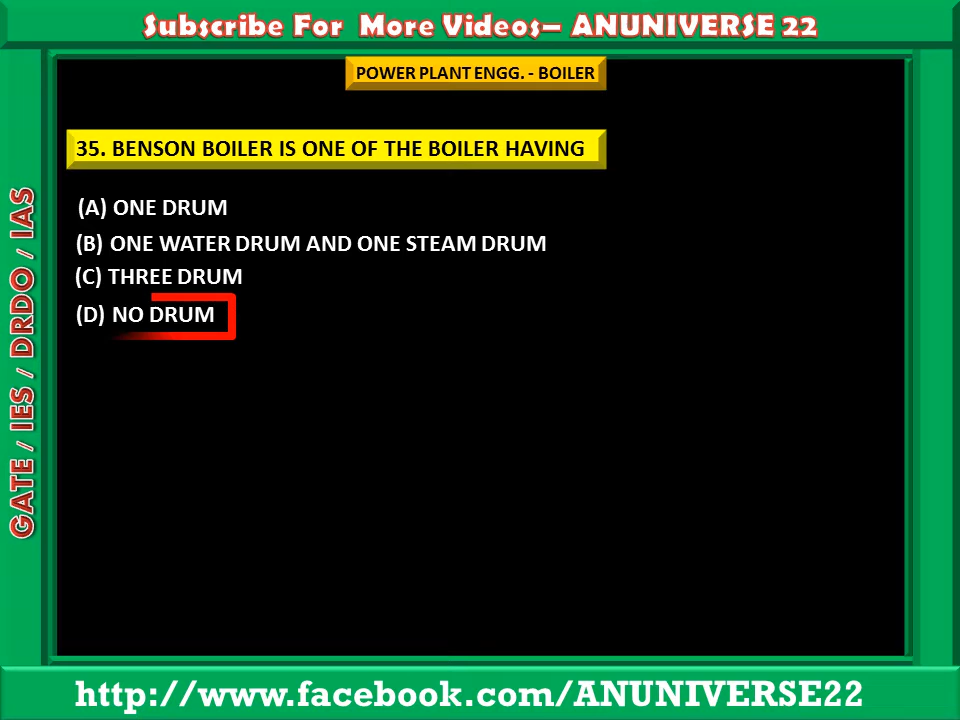 Subscribe For More Videos– ANUNIVERSE 22
POWER PLANT ENGG. - BOILER
35. BENSON BOILER IS ONE OF THE BOILER HAVING
(A) ONE DRUM
(B) ONE WATER DRUM AND ONE STEAM DRUM
(C) THREE DRUM
(D) NO DRUM
GATE / IES / DRDO / IAS
http://www.facebook.com/ANUNIVERSE22